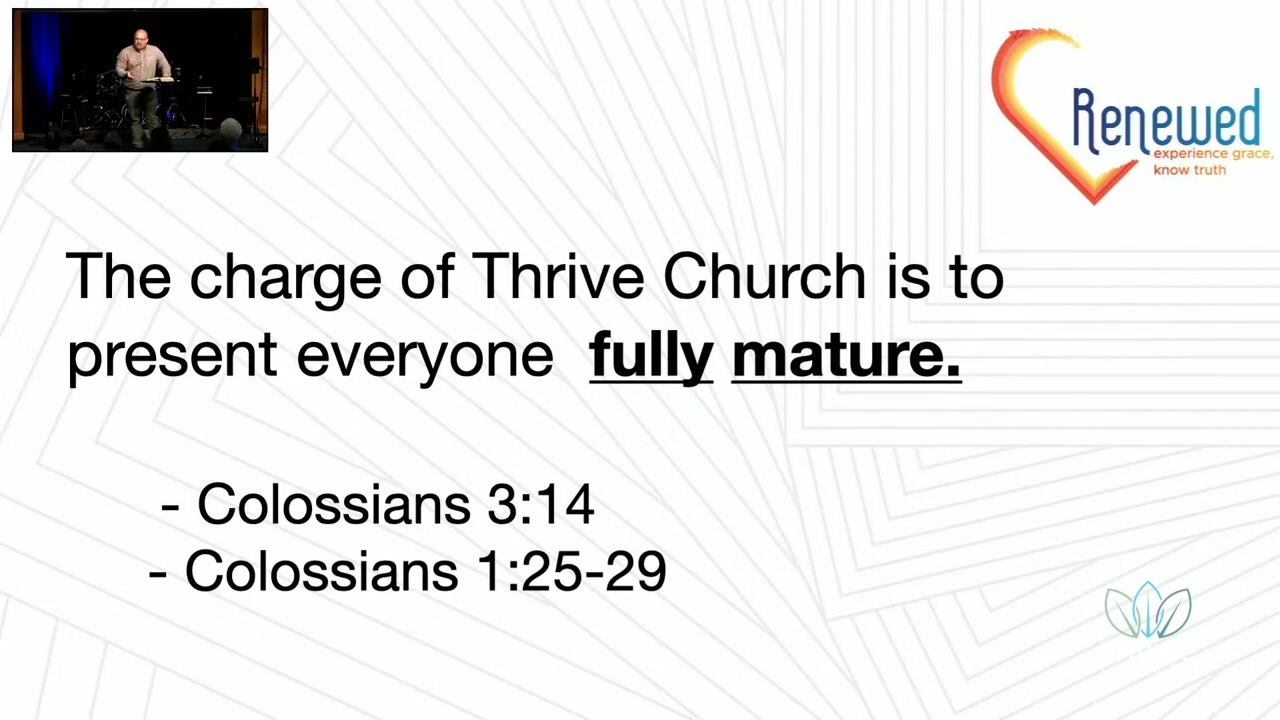 Renewed
experience grace,
know truth
The charge of Thrive Church is to
present everyone fully mature.
- Colossians 3:14
- Colossians 1:25-29